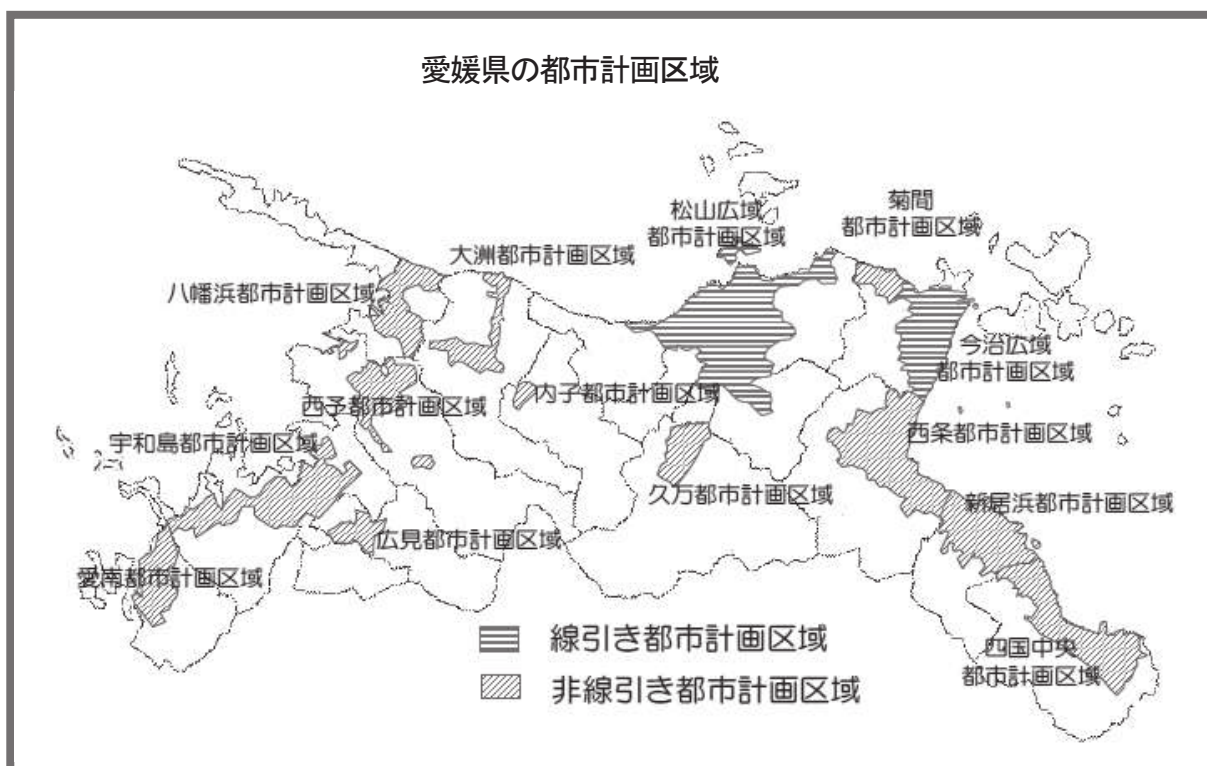 愛媛県の都市計画区域
松山広域
都市計画区域
菊間
都市計画区域
大洲都市計画区域
八幡浜都市計画区域
今治広域
都市計画区域
西予都市計画区域
内子都市計画区域
西条都市計画区域
宇和島都市計画区域
久万都市計画区域
新居浜都市計画区域
広見都市計画区域
愛南都市計画区域
四国中央
都市計画区域
線引き都市計画区域
非線引き都市計画区域